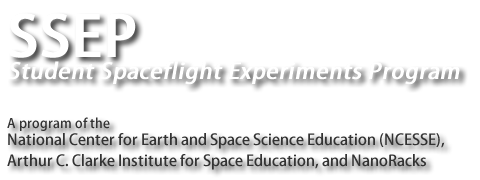 SSEP
Student Spaceflight Experiments Program
A program of the
National Center for Earth and Space Science Education (NCESSE),
Arthur C. Clarke Institute for Space Education, and NanoRacks